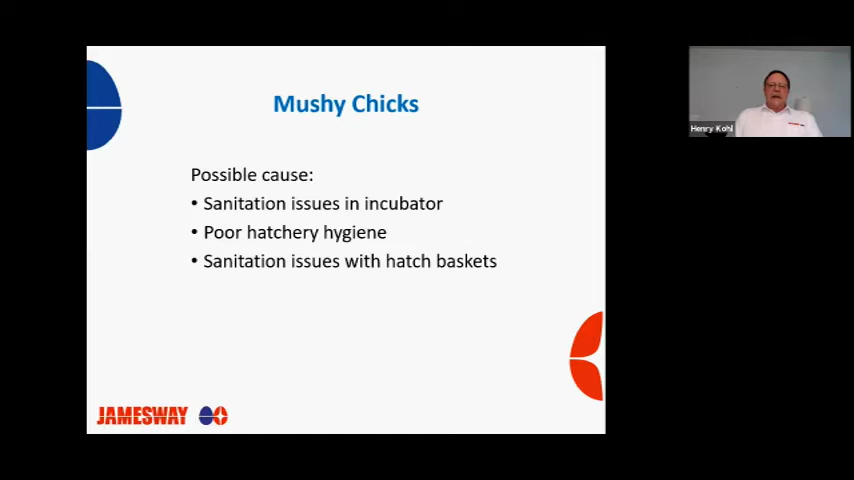 Mushy Chicks
Possible cause:
• Sanitation issues in incubator
• Poor hatchery hygiene
• Sanitation issues with hatch baskets
JAMESWAY
Henry Kohl